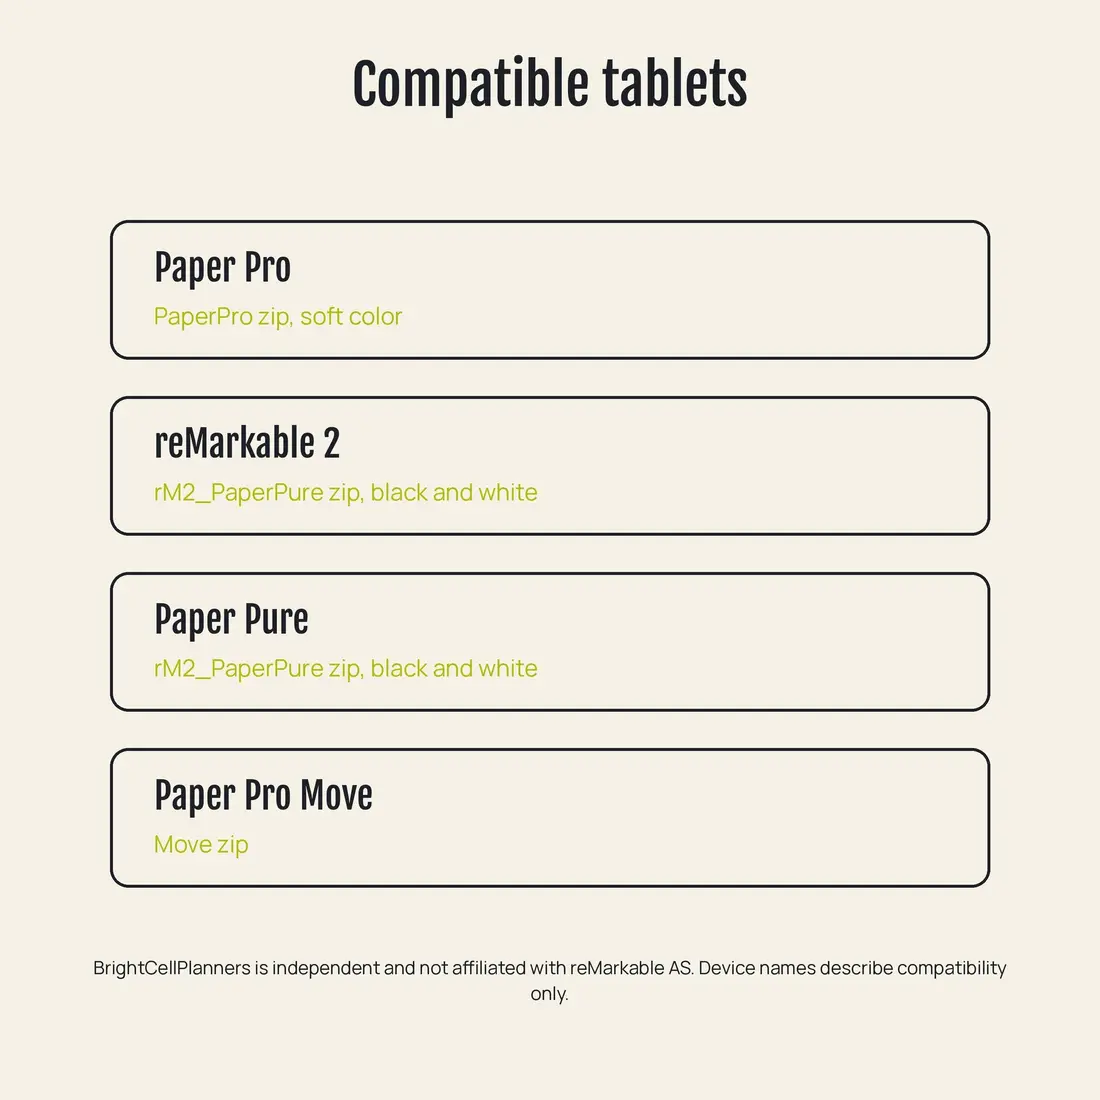 Compatible tablets
Paper Pro
PaperPro zip, soft color
reMarkable 2
rM2_PaperPure zip, black and white
Paper Pure
rM2_PaperPure zip, black and white
Paper Pro Move
Move zip
BrightCellPlanners is independent and not affiliated with reMarkable AS. Device names describe compatibility
only.